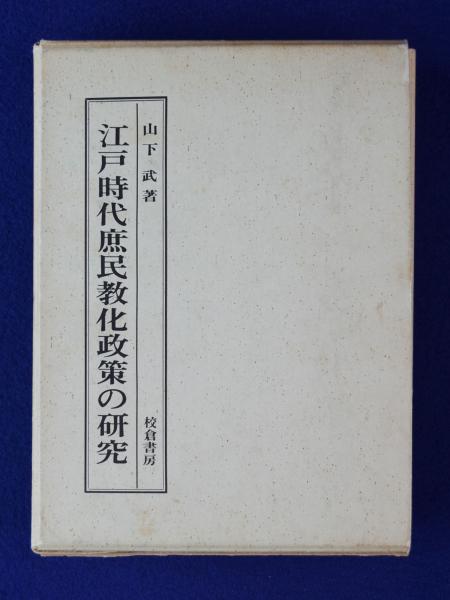 山下武著
江戸時代庶民教化政策の研究
校倉書房